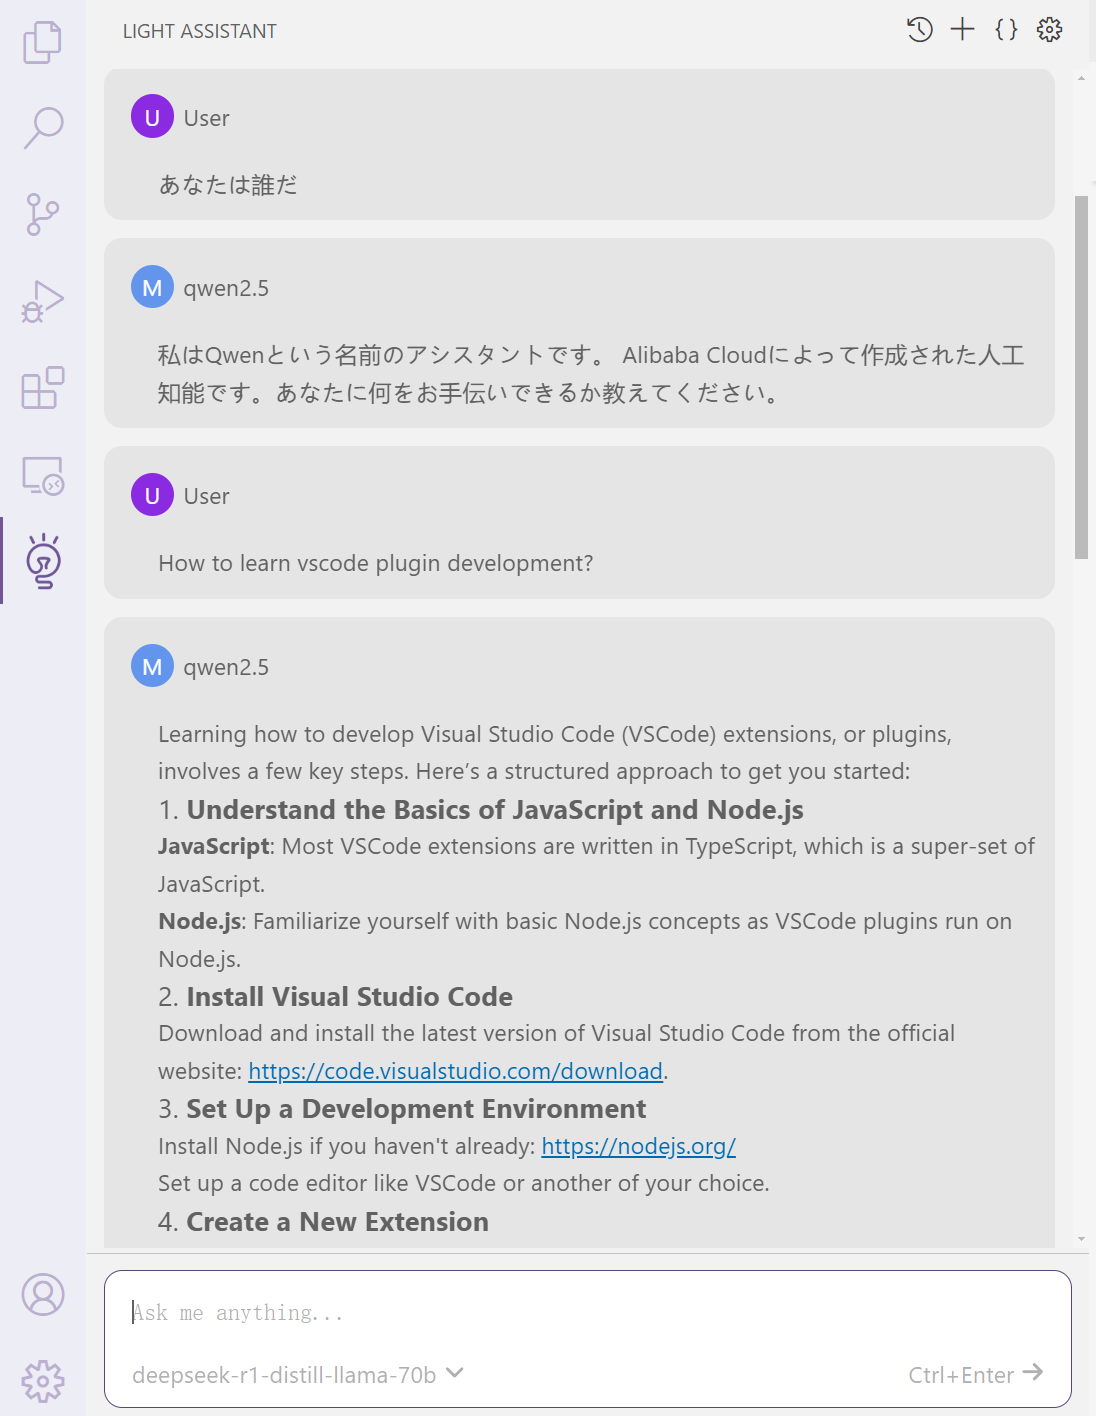 LIGHT ASSISTANT
U User
あなたは誰だ
M qwen2.5
私はQwenという名前のアシスタントです。 Alibaba Cloudによって作成された人工
知能です。あなたに何をお手伝いできるか教えてください。
U User
How to learn vscode plugin development?
M qwen2.5
Learning how to develop Visual Studio Code (VSCode) extensions, or plugins,
involves a few key steps. Here’s a structured approach to get you started:
1. Understand the Basics of JavaScript and Node.js
JavaScript: Most VSCode extensions are written in TypeScript, which is a super-set of
JavaScript.
Node.js: Familiarize yourself with basic Node.js concepts as VSCode plugins run on
Node.js.
2. Install Visual Studio Code
Download and install the latest version of Visual Studio Code from the official
website: https://code.visualstudio.com/download.
3. Set Up a Development Environment
Install Node.js if you haven't already: https://nodejs.org/
Set up a code editor like VSCode or another of your choice.
4. Create a New Extension
Ask me anything...
deepseek-r1-distill-llama-70b
Ctrl+Enter